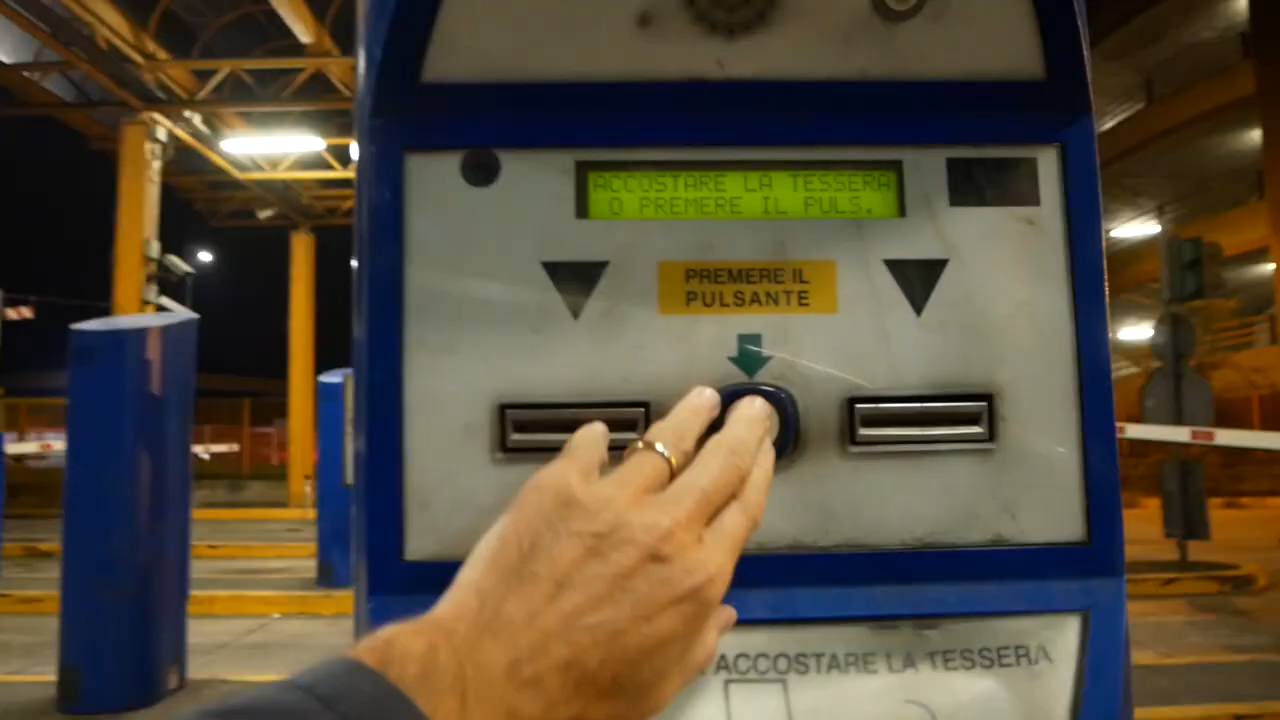 ACCOSTARE LA TESSERA
O PREMERE IL PULS.
PREMERE IL
PULSANTE
ACCOSTARE LA TESSERA